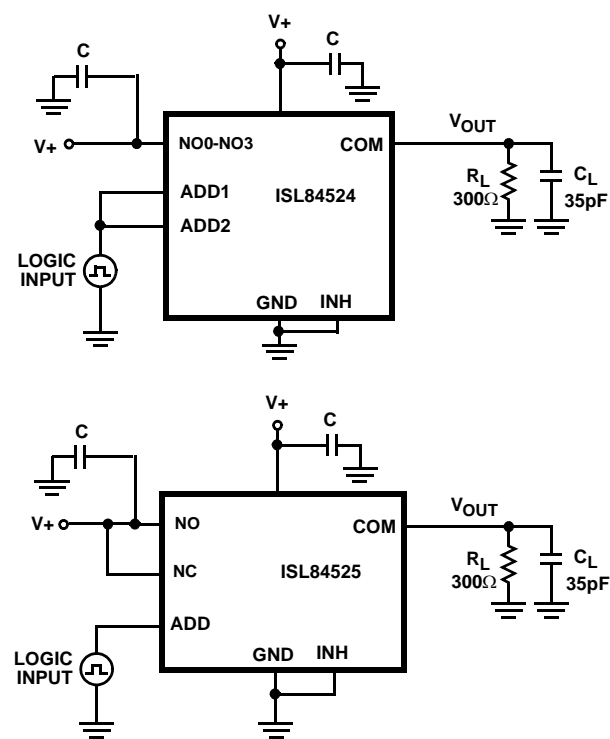 V+
C
C
V+
NO0-NO3
COM
VOUT
ADD1
ISL84524
ADD2
RL
300Ω
CL
35pF
LOGIC
INPUT
GND
INH
V+
C
C
V+
NO
COM
VOUT
NC
ISL84525
RL
300Ω
CL
35pF
ADD
LOGIC
INPUT
GND
INH